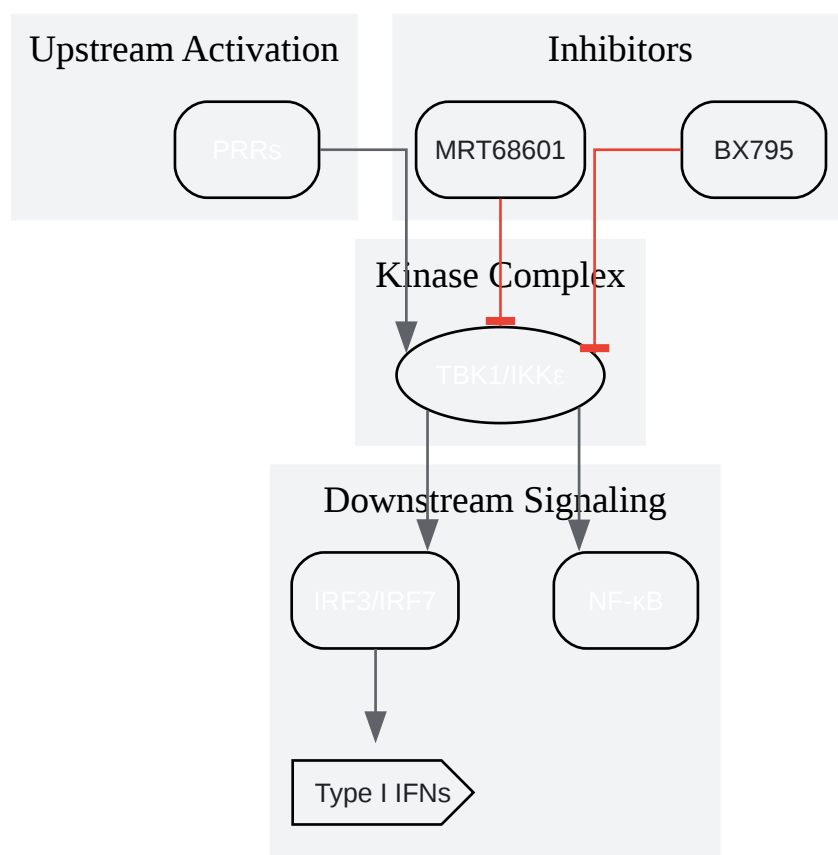 Upstream Activation
Inhibitors
PRRs
MRT68601
BX795
Kinase Complex
TBK1/IKKε
Downstream Signaling
IRF3/IRF7
NF-κB
Type I IFNs